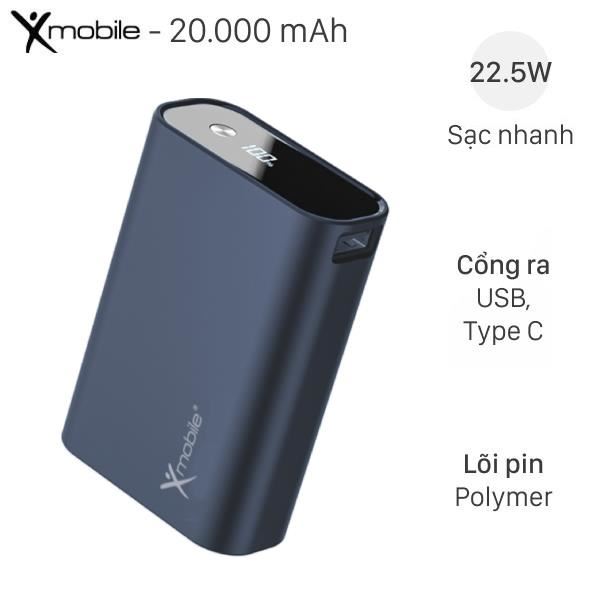 Xmobile - 20.000 mAh
22.5W
Sạc nhanh
100%
Cổng ra
USB,
Type C
Xmobile®
Lõi pin
Polymer